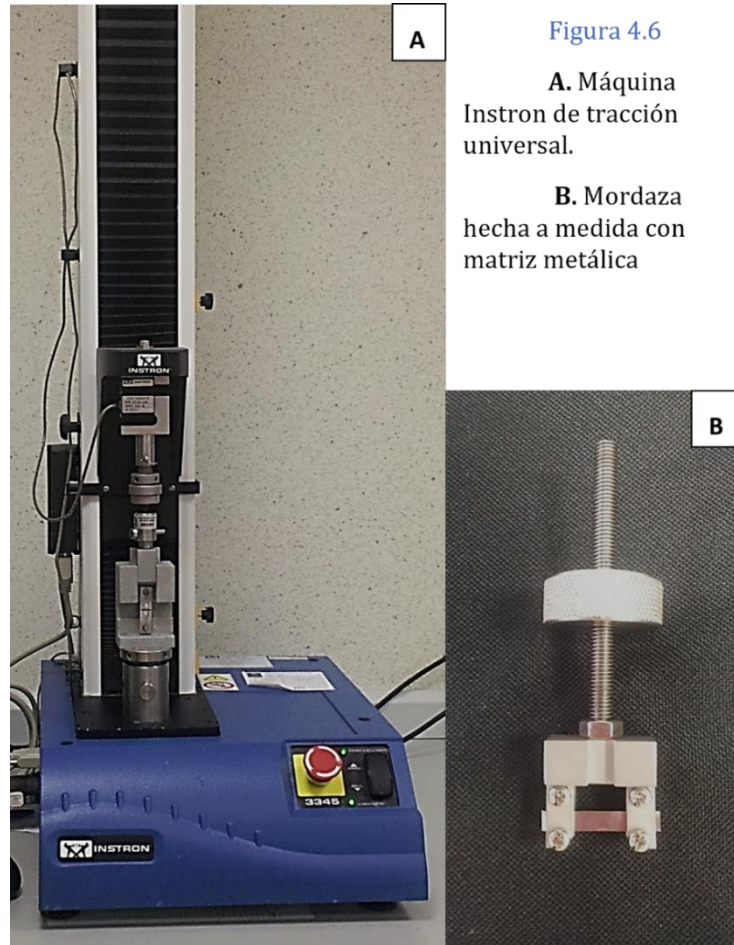 A
Figura 4.6
A. Máquina
Instron de tracción
universal.
B. Mordaza
hecha a medida con
matriz metálica
B
INSTRON
3345
INSTRON